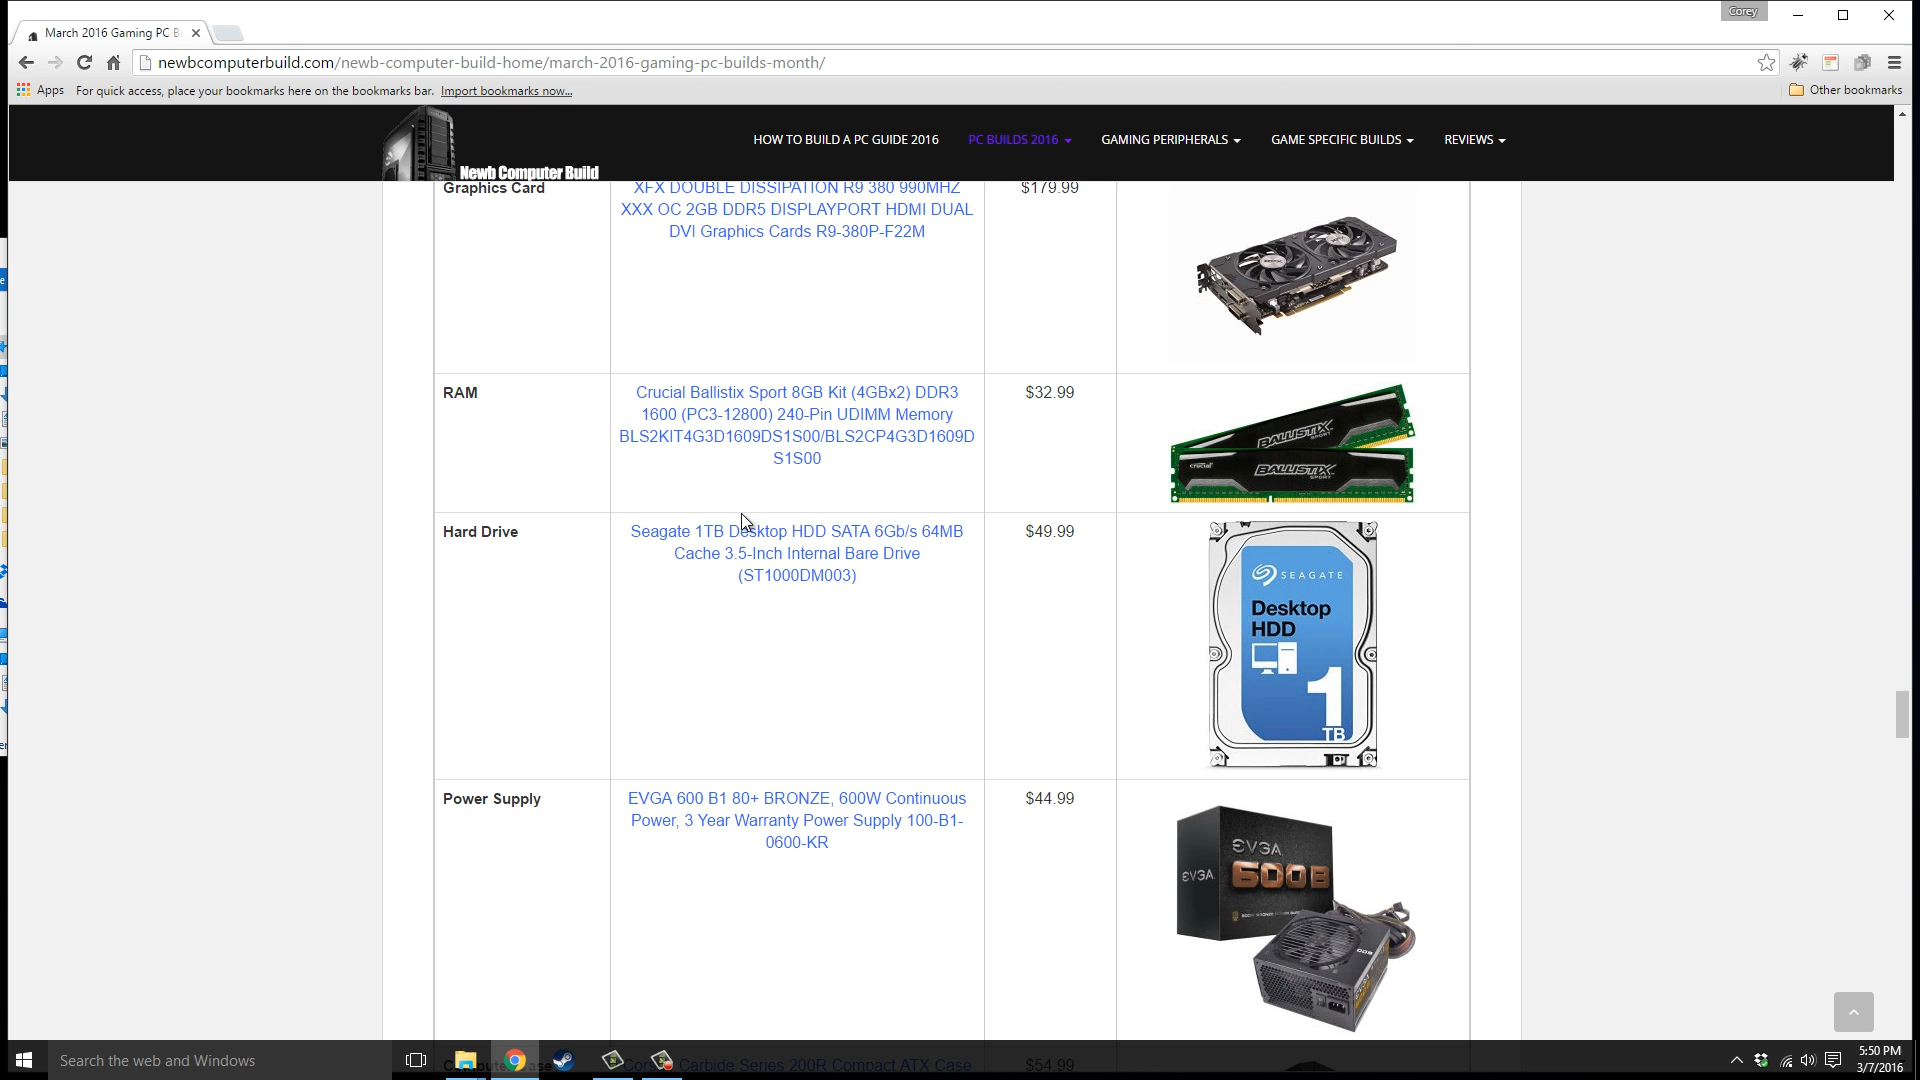 Corey
March 2016 Gaming PC B
newbcomputerbuild.com/newb-computer-build-home/march-2016-gaming-pc-builds-month/
Apps For quick access, place your bookmarks here on the bookmarks bar. Import bookmarks now... Other bookmarks
Newb Computer Build
HOW TO BUILD A PC GUIDE 2016 PC BUILDS 2016 GAMING PERIPHERALS GAME SPECIFIC BUILDS REVIEWS
Graphics Card
XFX DOUBLE DISSIPATION R9 380 990MHZ
XXX OC 2GB DDR5 DISPLAYPORT HDMI DUAL
DVI Graphics Cards R9-380P-F22M
$179.99
RAM
Crucial Ballistix Sport 8GB Kit (4GBx2) DDR3
1600 (PC3-12800) 240-Pin UDIMM Memory
BLS2KIT4G3D1609DS1S00/BLS2CP4G3D1609D
S1S00
$32.99
BALLISTIX
SPORT
crucial
BALLISTIX
SPORT
Hard Drive
Seagate 1TB Desktop HDD SATA 6Gb/s 64MB
Cache 3.5-Inch Internal Bare Drive
(ST1000DM003)
$49.99
SEAGATE
Desktop
HDD
1
TB
Power Supply
EVGA 600 B1 80+ BRONZE, 600W Continuous
Power, 3 Year Warranty Power Supply 100-B1-
0600-KR
$44.99
EVGA
EVGA
600B
600
Carbide Series 200R Compact ATX Case
$54.99
Search the web and Windows
5:50 PM
3/7/2016